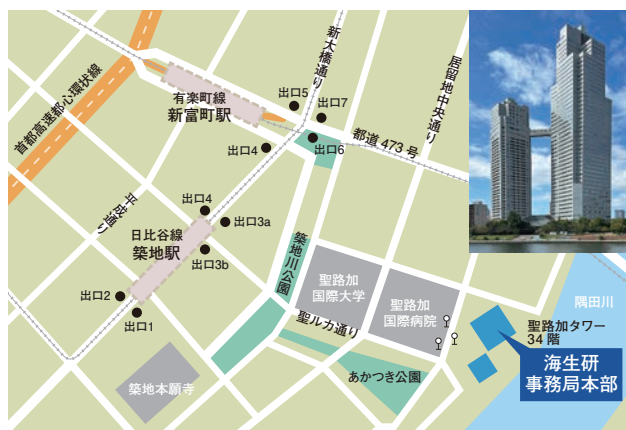 首都高速都心環状線
有楽町線
新富町駅
新大橋通り
居留地中央通り
出口5
出口7
出口4
出口6
都道473号
平成通り
出口4
出口3a
日比谷線
築地駅
出口3b
築地川公園
出口2
出口1
聖路加
国際大学
聖路加
国際病院
聖ルカ通り
隅田川
聖路加タワー
34階
海生研
事務局本部
あかつき公園
築地本願寺